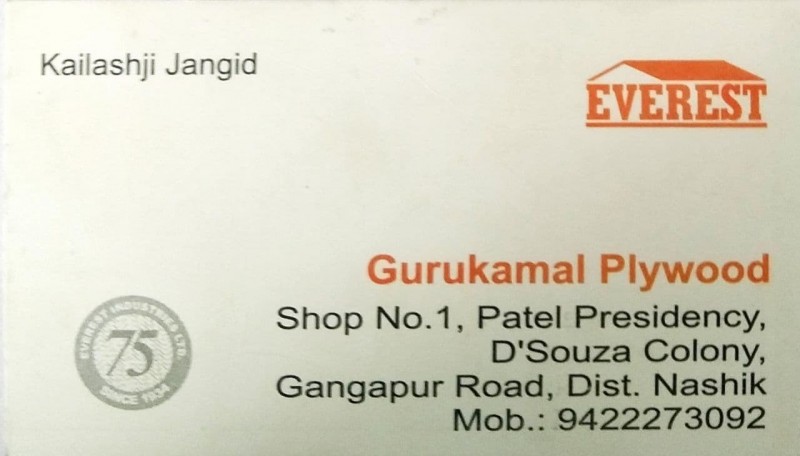 Kailashji Jangid
EVEREST
Gurukamal Plywood
Shop No.1, Patel Presidency,
D'Souza Colony,
Gangapur Road, Dist. Nashik
Mob.: 9422273092
EVEREST INDUSTRIES LTD.
75
SINCE 1934